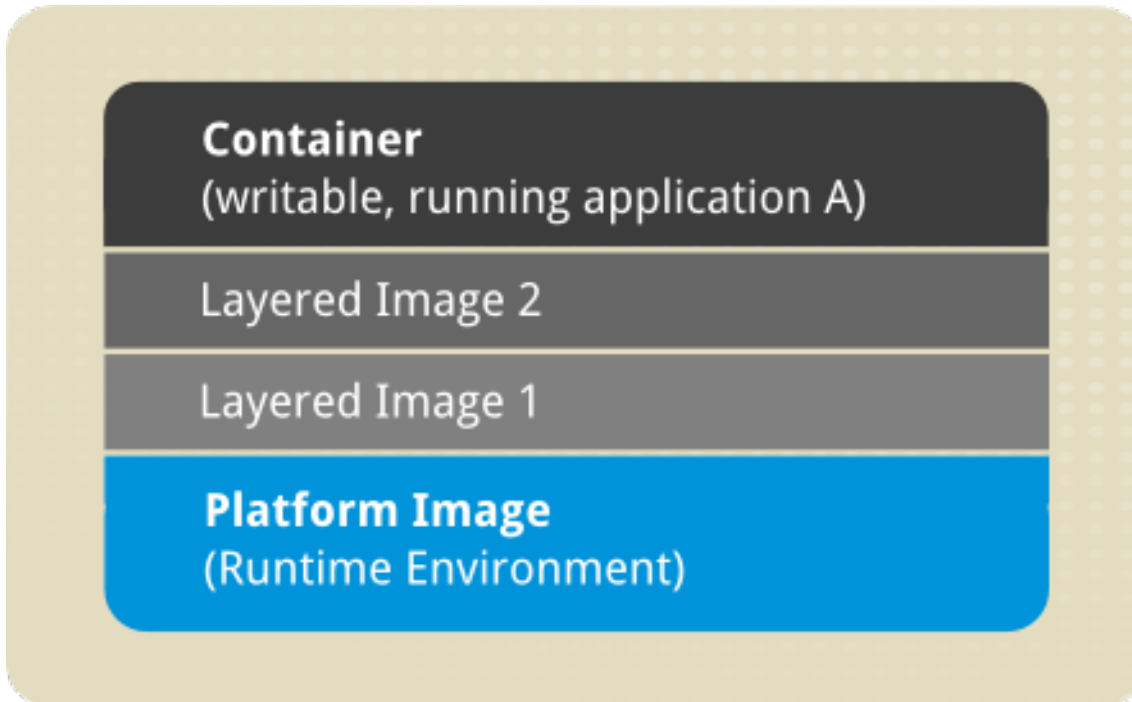 Container
(writable, running application A)
Layered Image 2
Layered Image 1
Platform Image
(Runtime Environment)